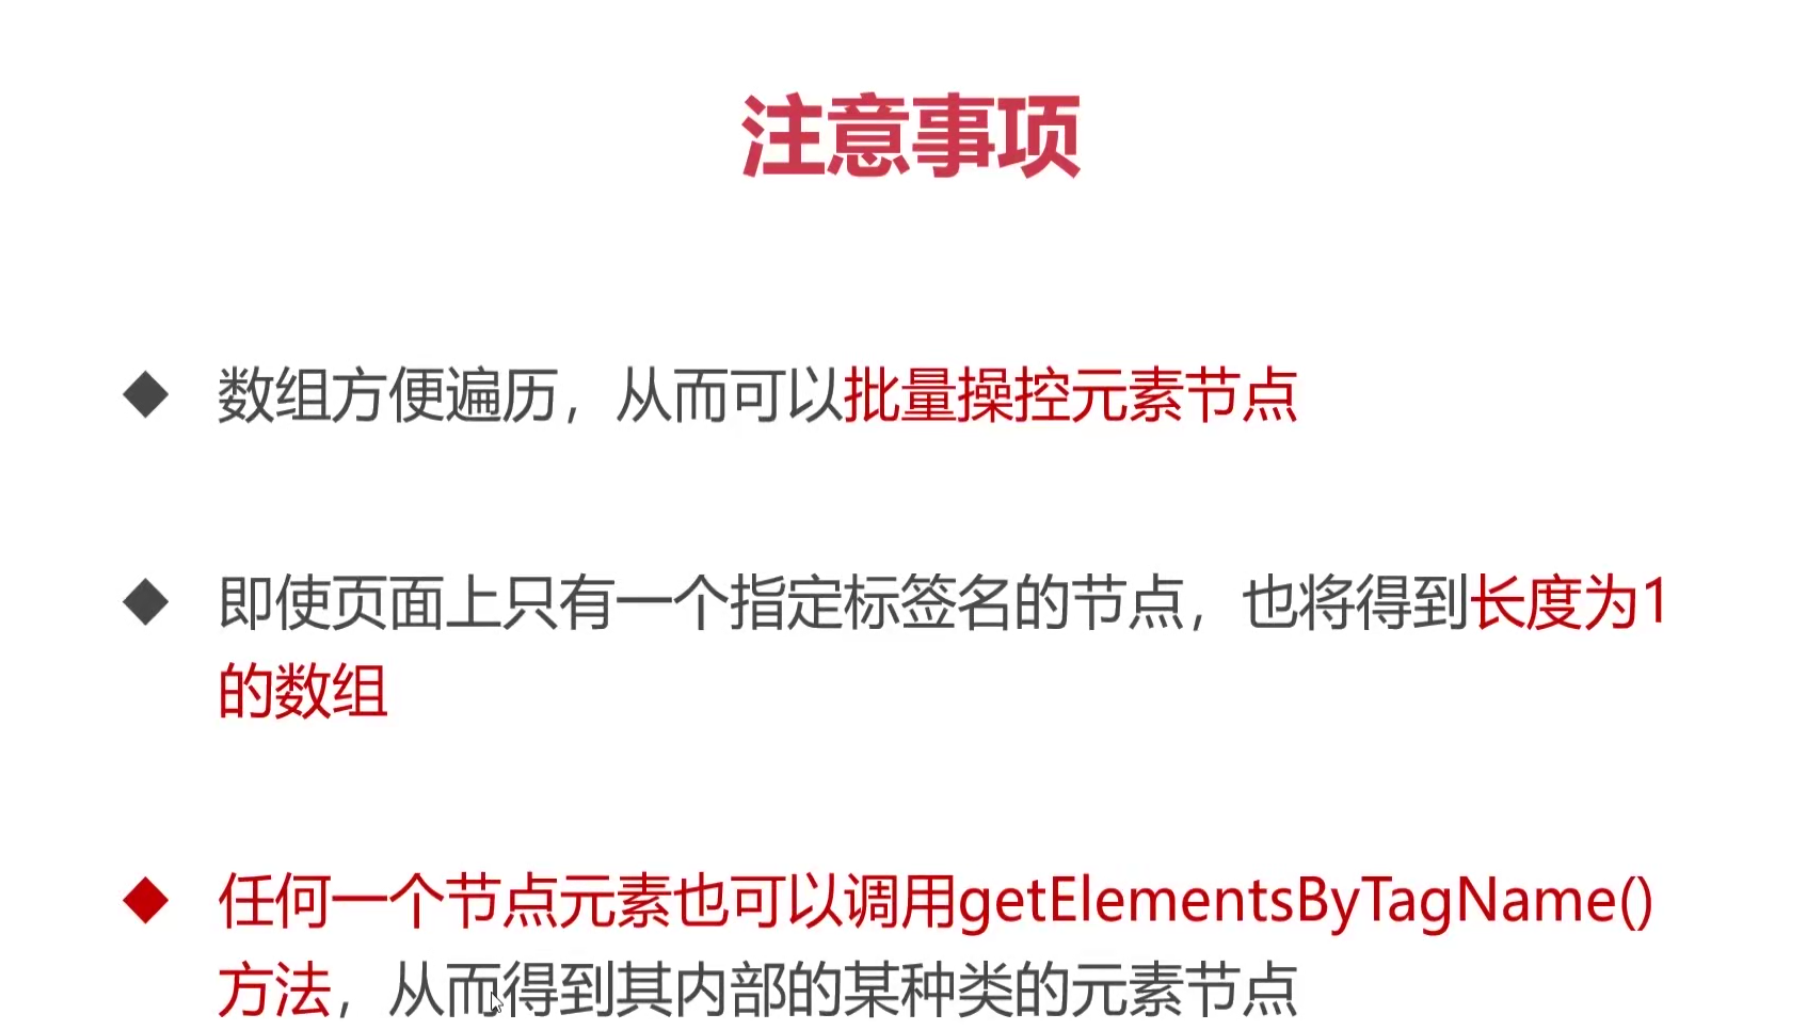 注意事项
◆ 数组方便遍历，从而可以批量操控元素节点
◆ 即使页面上只有一个指定标签名的节点，也将得到长度为1
的数组
◆ 任何一个节点元素也可以调用getElementsByTagName()
方法，从而得到其内部的某种类的元素节点